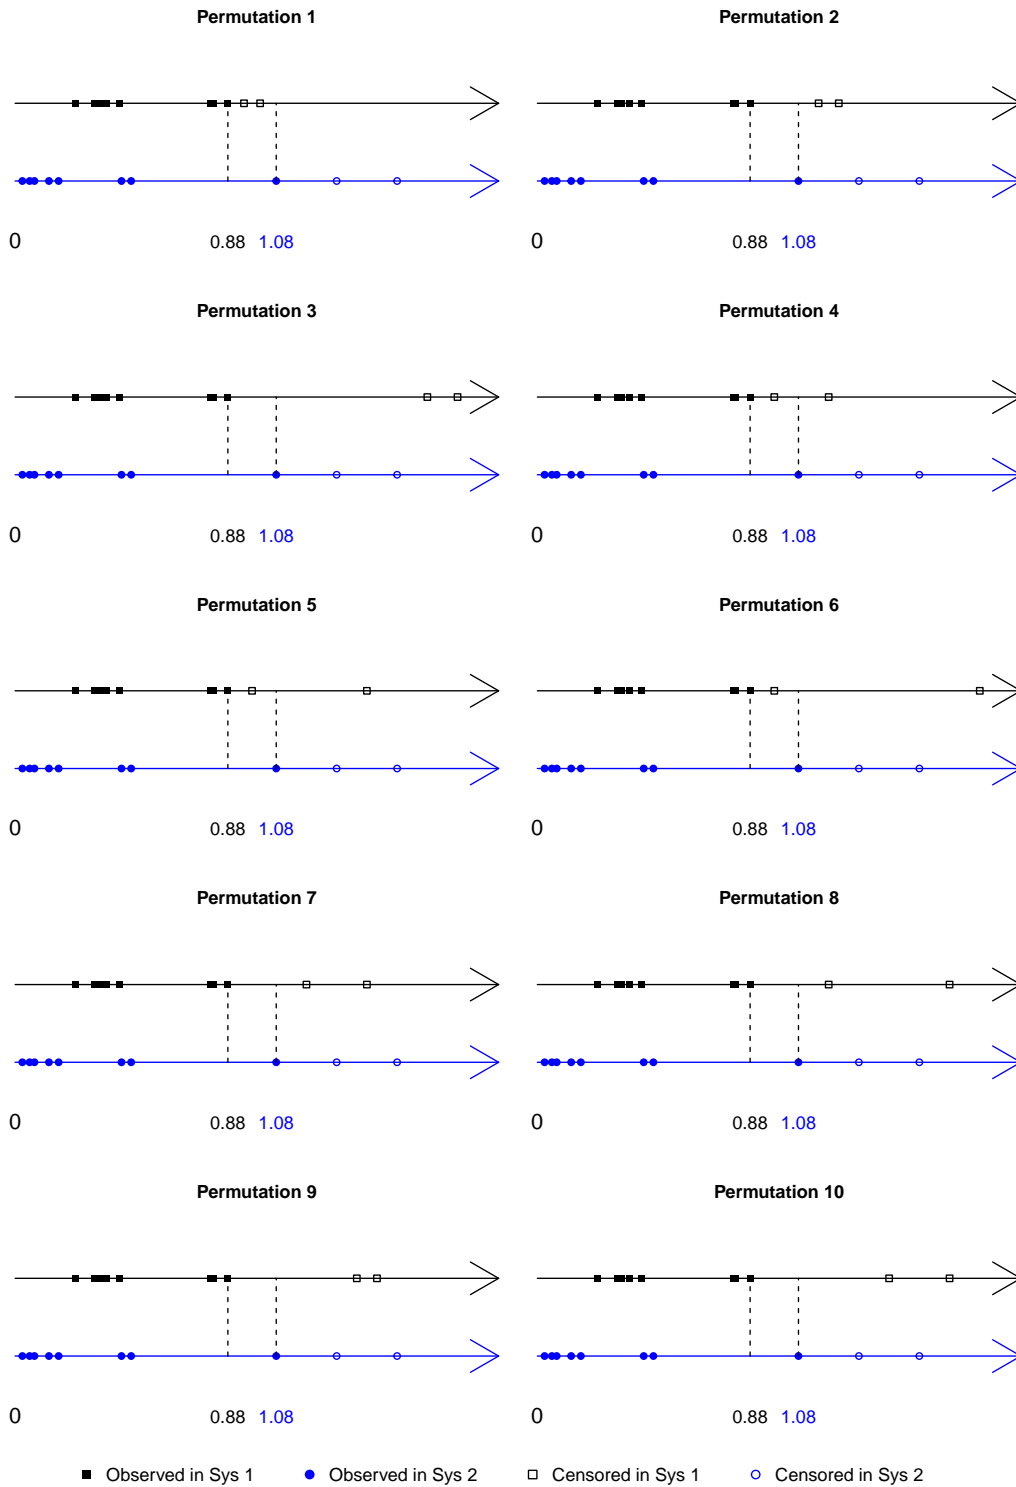 Permutation 1
Permutation 2
0 0.88 1.08
0 0.88 1.08
Permutation 3
Permutation 4
0 0.88 1.08
0 0.88 1.08
Permutation 5
Permutation 6
0 0.88 1.08
0 0.88 1.08
Permutation 7
Permutation 8
0 0.88 1.08
0 0.88 1.08
Permutation 9
Permutation 10
0 0.88 1.08
0 0.88 1.08
Observed in Sys 1
Observed in Sys 2
Censored in Sys 1
Censored in Sys 2